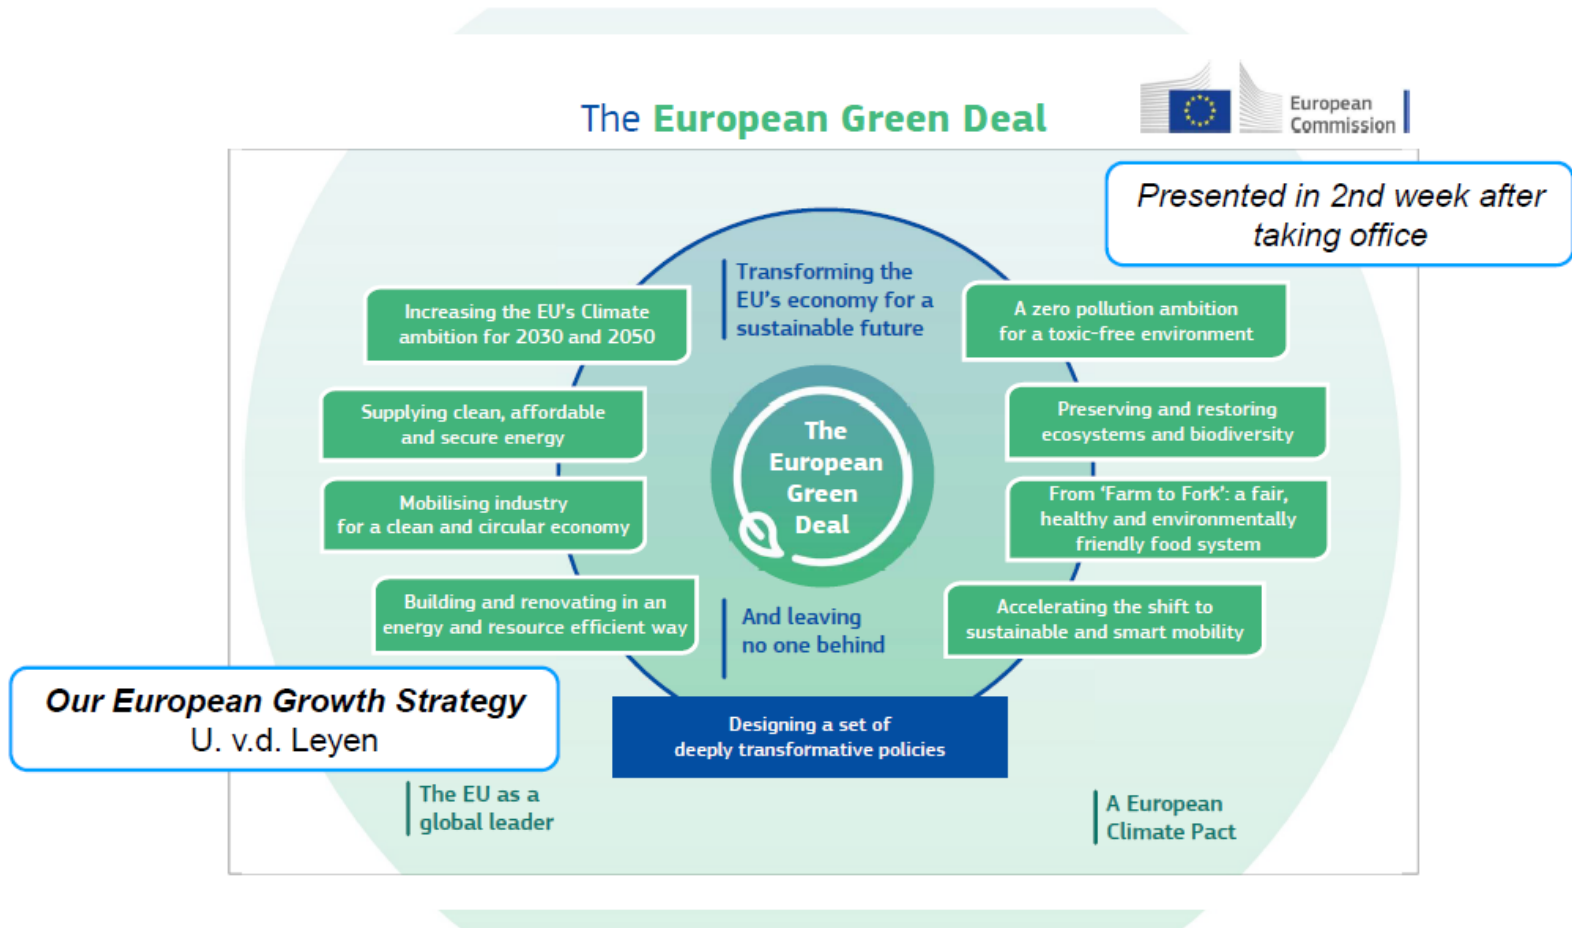 The European Green Deal
European
Commission
Presented in 2nd week after
taking office
Transforming the
EU's economy for a
sustainable future
Increasing the EU's Climate
ambition for 2030 and 2050
A zero pollution ambition
for a toxic-free environment
Supplying clean, affordable
and secure energy
Preserving and restoring
ecosystems and biodiversity
The
European
Green
Deal
Mobilising industry
for a clean and circular economy
From ‘Farm to Fork’: a fair,
healthy and environmentally
friendly food system
Building and renovating in an
energy and resource efficient way
And leaving
no one behind
Accelerating the shift to
sustainable and smart mobility
Our European Growth Strategy
U. v.d. Leyen
Designing a set of
deeply transformative policies
The EU as a
global leader
A European
Climate Pact